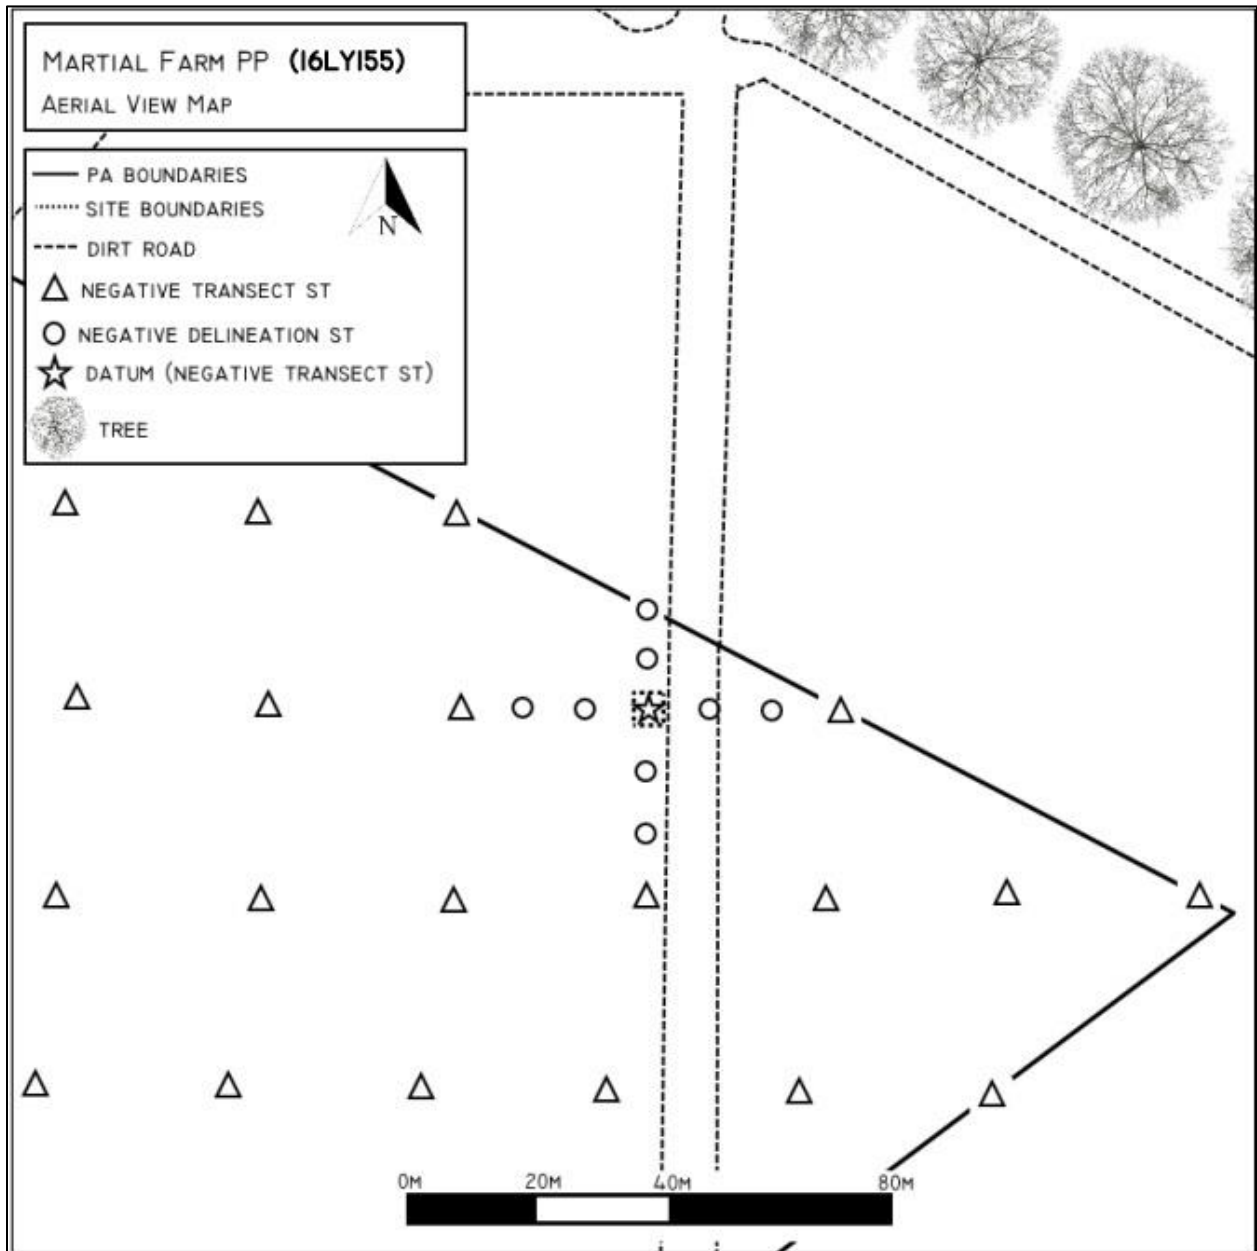 MARTIAL FARM PP (16LY155)
AERIAL VIEW MAP
PA BOUNDARIES
SITE BOUNDARIES
N
DIRT ROAD
NEGATIVE TRANSECT ST
NEGATIVE DELINEATION ST
DATUM (NEGATIVE TRANSECT ST)
TREE
0M 20M 40M 80M